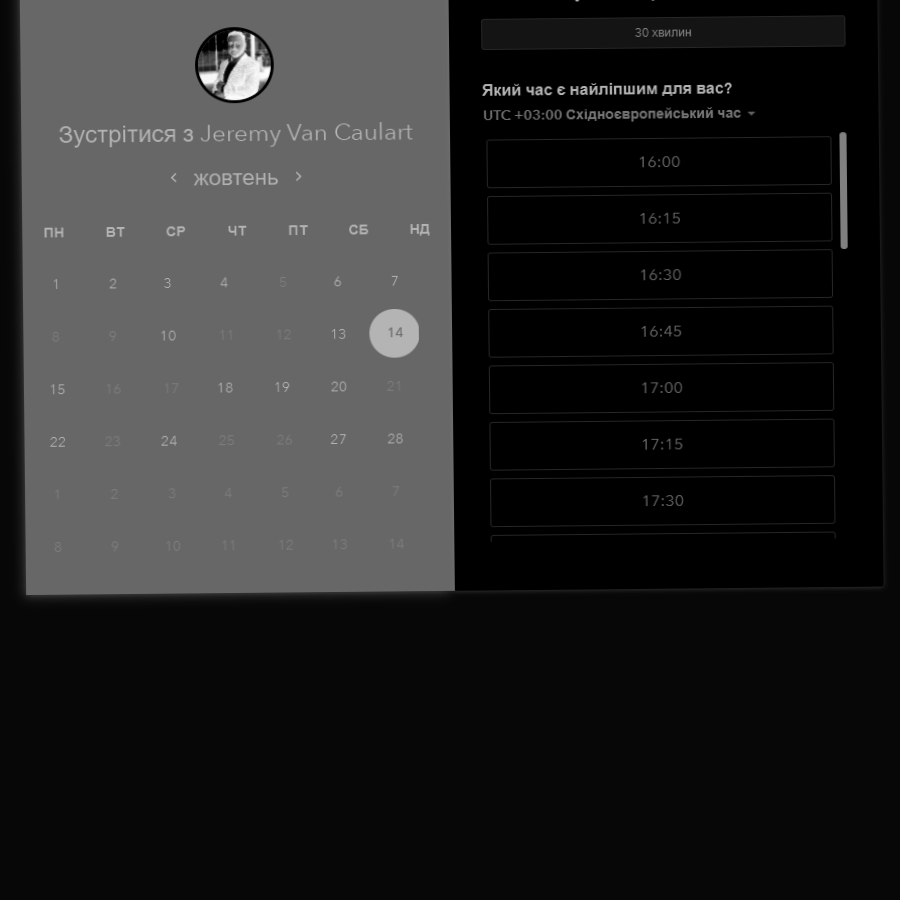 Зустрітися з Jeremy Van Caulart
‹ жовтень ›
ПН ВТ СР ЧТ ПТ СБ НД
1 2 3 4 5 6 7
8 9 10 11 12 13 14
15 16 17 18 19 20 21
22 23 24 25 26 27 28
1 2 3 4 5 6 7
8 9 10 11 12 13 14
30 хвилин
Який час є найліпшим для вас?
UTC +03:00 Східноєвропейський час
16:00
16:15
16:30
16:45
17:00
17:15
17:30